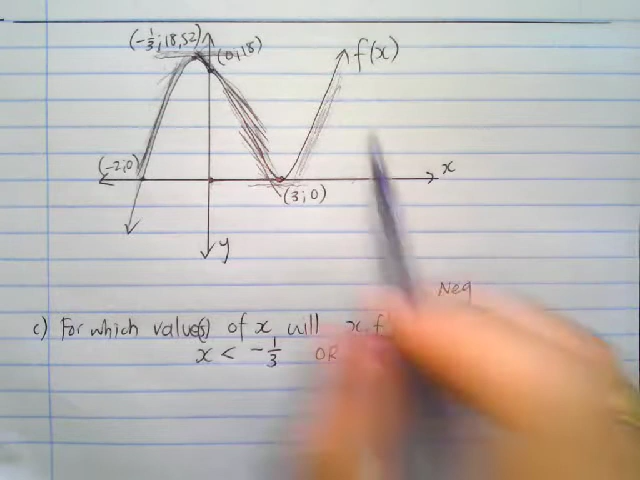 (-1/3; 18,52)
(0;18)
f(x)
(-2;0)
x
(3;0)
y
Neg
c) For which value(s) of x will x.f
x < -1/3 OR